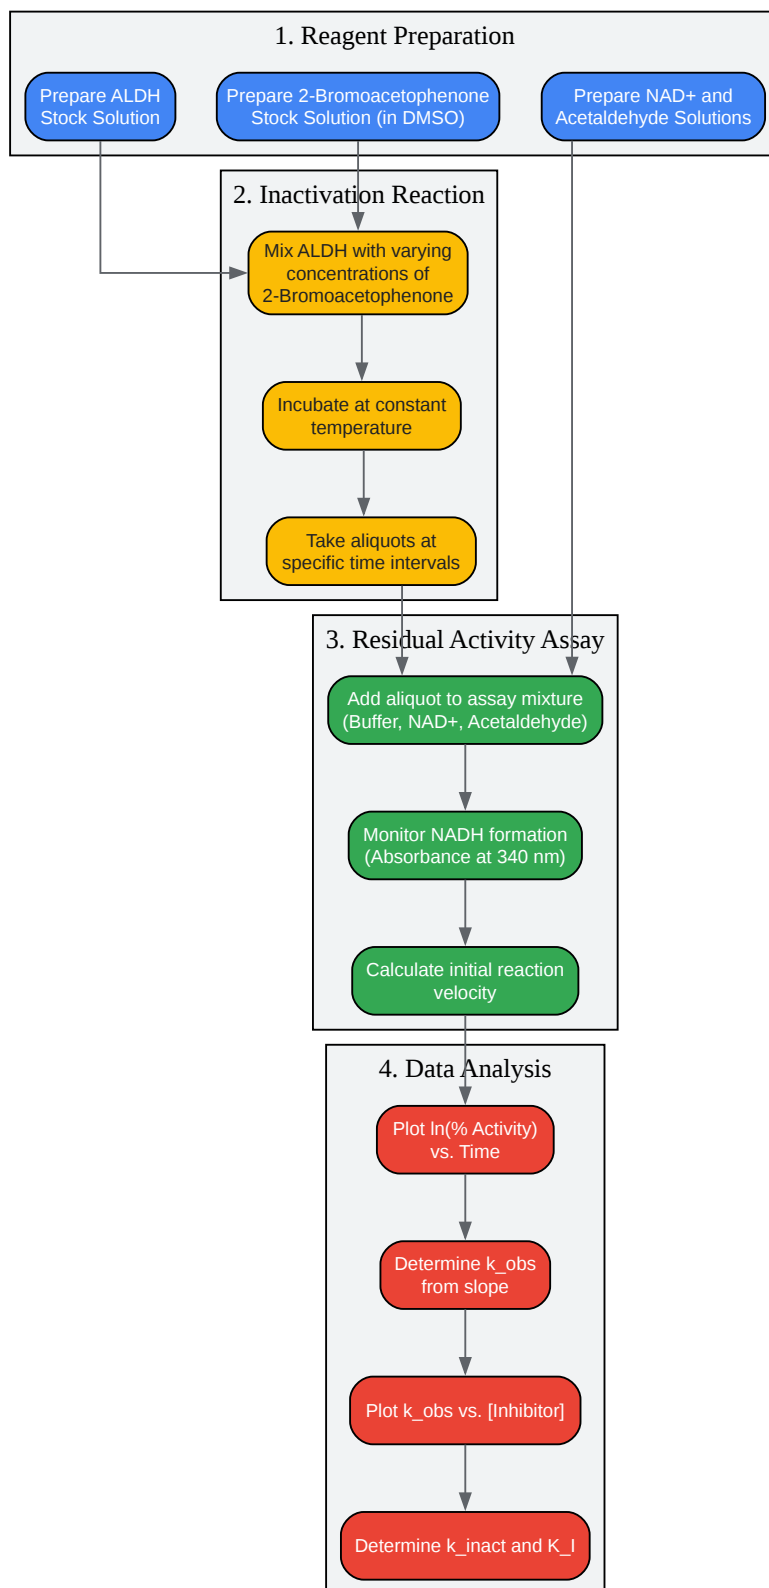 1. Reagent Preparation
Prepare ALDH
Stock Solution
Prepare 2-Bromoacetophenone
Stock Solution (in DMSO)
Prepare NAD+ and
Acetaldehyde Solutions
2. Inactivation Reaction
Mix ALDH with varying
concentrations of
2-Bromoacetophenone
Incubate at constant
temperature
Take aliquots at
specific time intervals
3. Residual Activity Assay
Add aliquot to assay mixture
(Buffer, NAD+, Acetaldehyde)
Monitor NADH formation
(Absorbance at 340 nm)
Calculate initial reaction
velocity
4. Data Analysis
Plot ln(% Activity)
vs. Time
Determine k_obs
from slope
Plot k_obs vs. [Inhibitor]
Determine k_inact and K_I